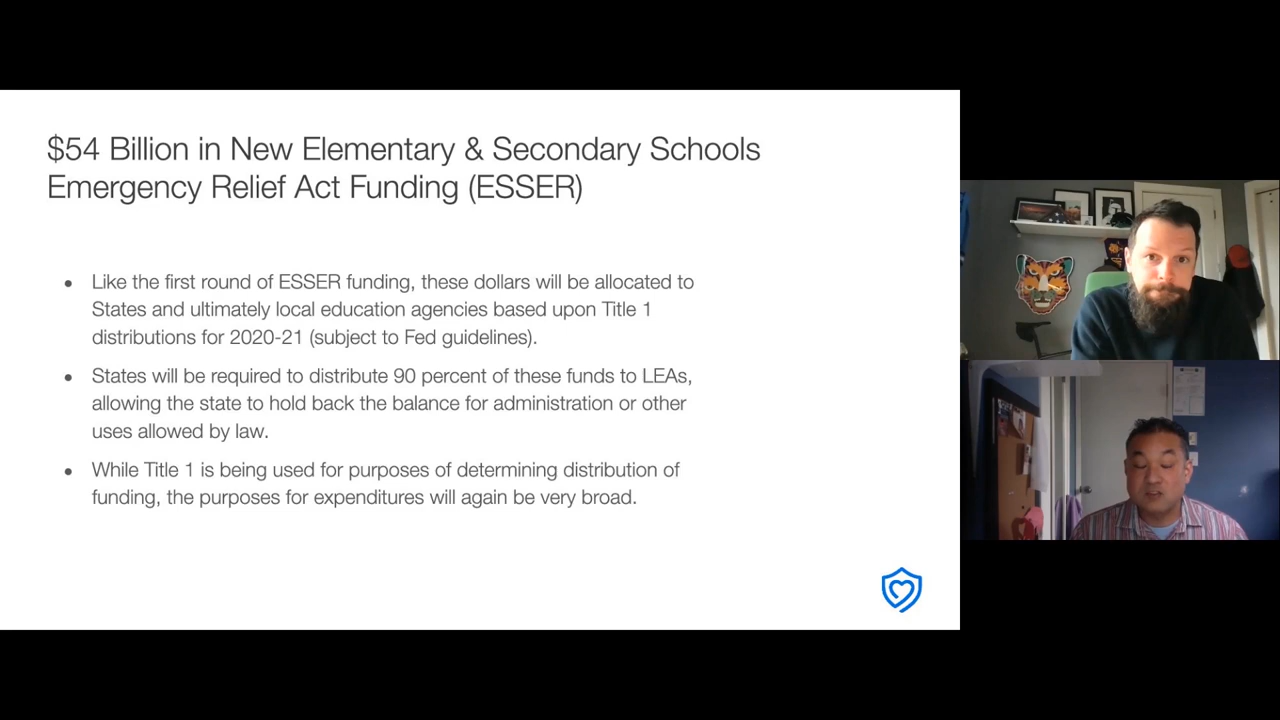 $54 Billion in New Elementary & Secondary Schools
Emergency Relief Act Funding (ESSER)
• Like the first round of ESSER funding, these dollars will be allocated to
States and ultimately local education agencies based upon Title 1
distributions for 2020-21 (subject to Fed guidelines).
• States will be required to distribute 90 percent of these funds to LEAs,
allowing the state to hold back the balance for administration or other
uses allowed by law.
• While Title 1 is being used for purposes of determining distribution of
funding, the purposes for expenditures will again be very broad.